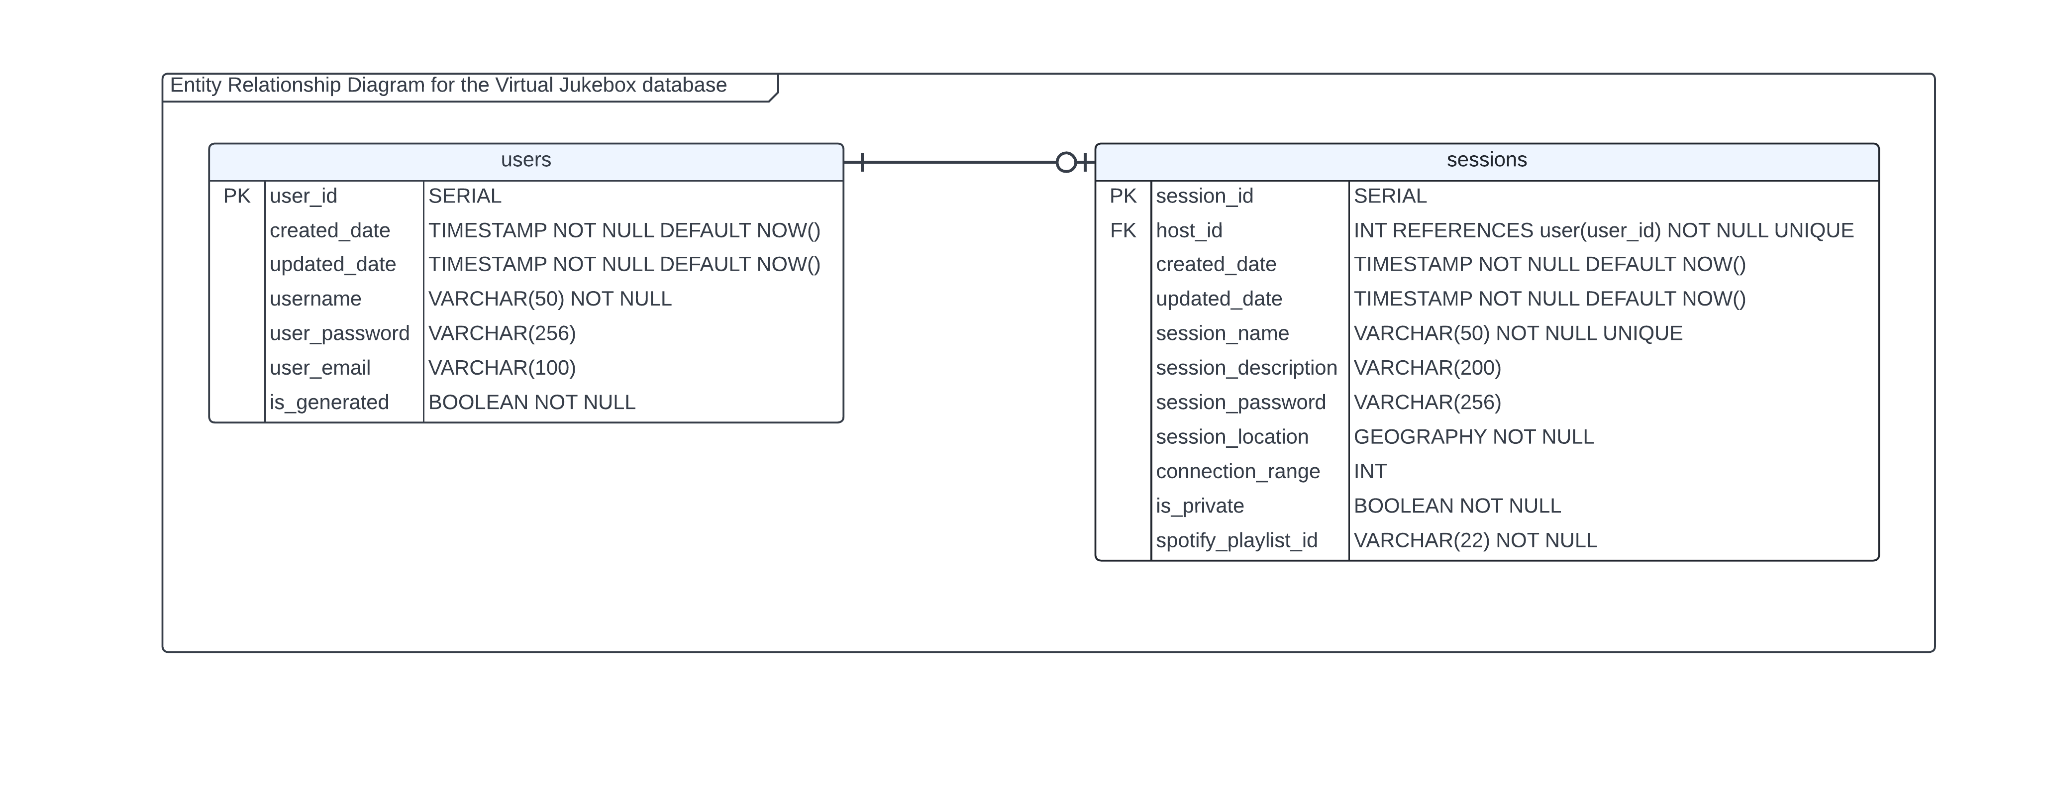 Entity Relationship Diagram for the Virtual Jukebox database
users
PK user_id SERIAL
created_date TIMESTAMP NOT NULL DEFAULT NOW()
updated_date TIMESTAMP NOT NULL DEFAULT NOW()
username VARCHAR(50) NOT NULL
user_password VARCHAR(256)
user_email VARCHAR(100)
is_generated BOOLEAN NOT NULL
sessions
PK session_id SERIAL
FK host_id INT REFERENCES user(user_id) NOT NULL UNIQUE
created_date TIMESTAMP NOT NULL DEFAULT NOW()
updated_date TIMESTAMP NOT NULL DEFAULT NOW()
session_name VARCHAR(50) NOT NULL UNIQUE
session_description VARCHAR(200)
session_password VARCHAR(256)
session_location GEOGRAPHY NOT NULL
connection_range INT
is_private BOOLEAN NOT NULL
spotify_playlist_id VARCHAR(22) NOT NULL